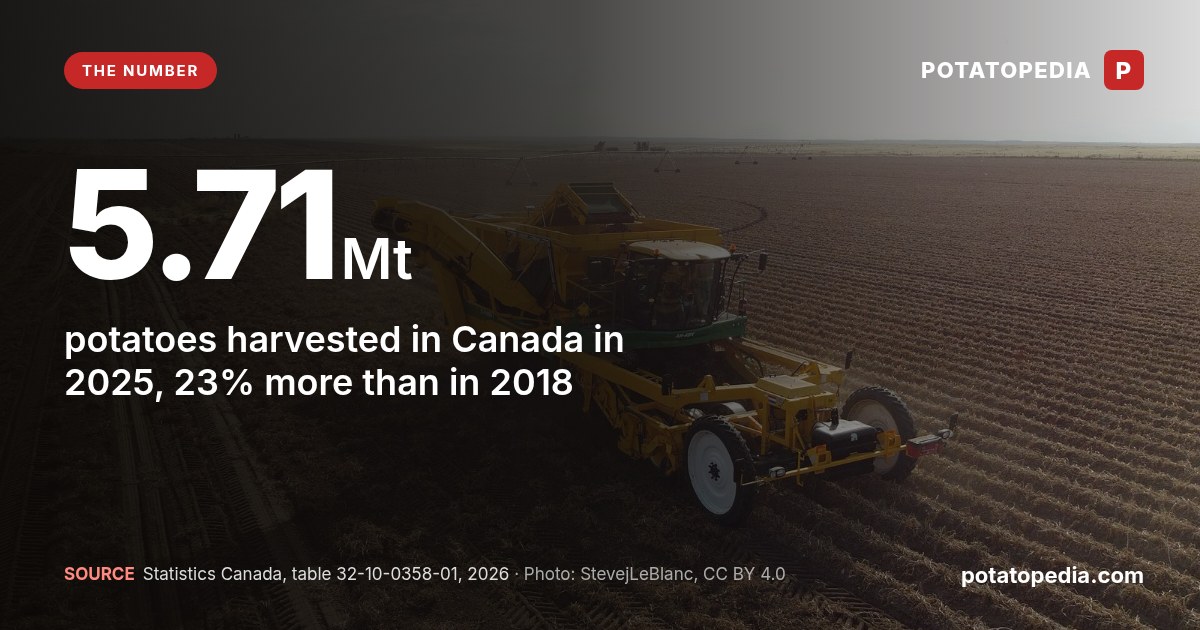 THE NUMBER
POTATOPEDIA P
5.71Mt
potatoes harvested in Canada in
2025, 23% more than in 2018
SOURCE Statistics Canada, table 32-10-0358-01, 2026 · Photo: StevejLeBlanc, CC BY 4.0
potatopedia.com